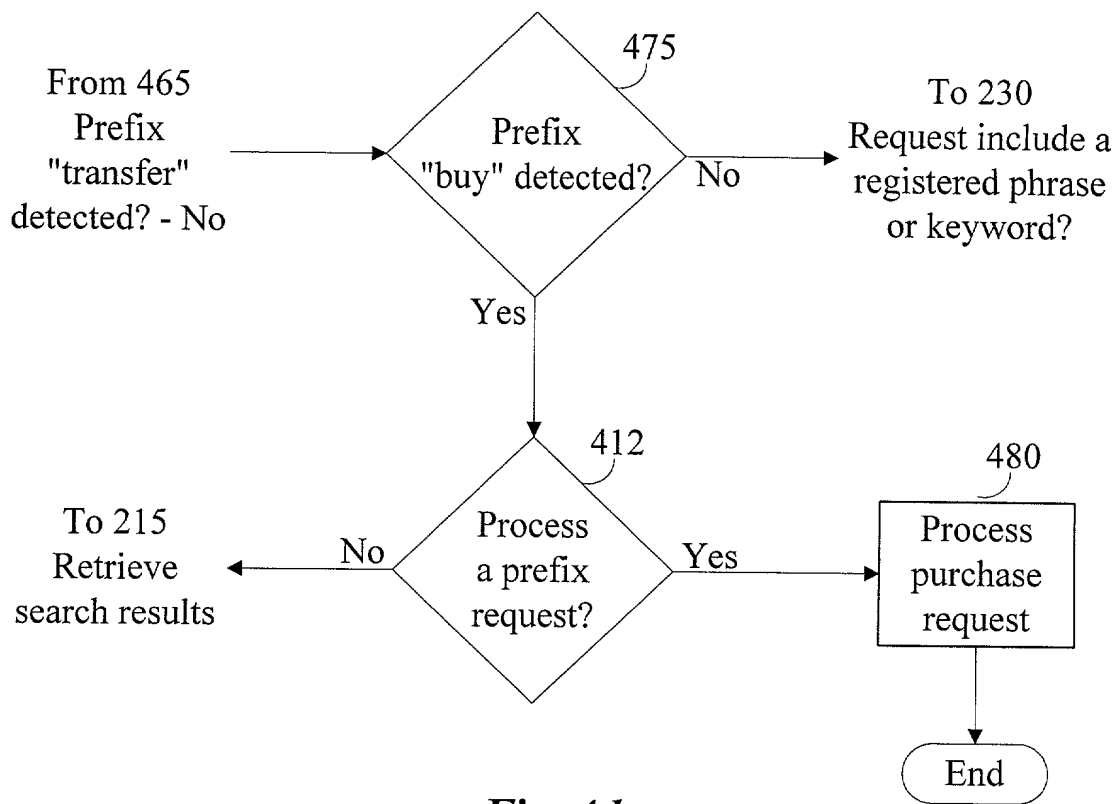 475
From 465
Prefix
"transfer"
detected? - No
Prefix
"buy" detected?
No
To 230
Request include a
registered phrase
or keyword?
Yes
412
480
To 215
Retrieve
search results
No
Process
a prefix
request?
Yes
Process
purchase
request
End